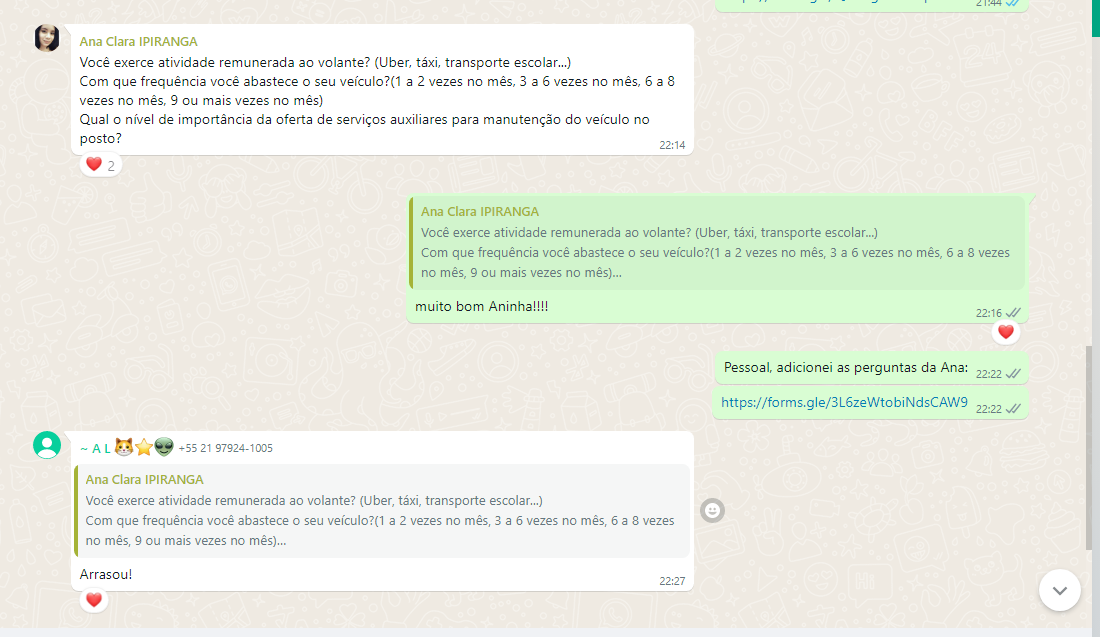 21:44
Ana Clara IPIRANGA
Você exerce atividade remunerada ao volante? (Uber, táxi, transporte escolar...)
Com que frequência você abastece o seu veículo?(1 a 2 vezes no mês, 3 a 6 vezes no mês, 6 a 8
vezes no mês, 9 ou mais vezes no mês)
Qual o nível de importância da oferta de serviços auxiliares para manutenção do veículo no
posto?
22:14
❤️ 2
Ana Clara IPIRANGA
Você exerce atividade remunerada ao volante? (Uber, táxi, transporte escolar...)
Com que frequência você abastece o seu veículo?(1 a 2 vezes no mês, 3 a 6 vezes no mês, 6 a 8 vezes
no mês, 9 ou mais vezes no mês)...
muito bom Aninha!!!!
22:16
Pessoal, adicionei as perguntas da Ana:
22:22
https://forms.gle/3L6zeWtobiNdsCAW9
22:22
~ A L 🐱⭐👽 +55 21 97924-1005
Ana Clara IPIRANGA
Você exerce atividade remunerada ao volante? (Uber, táxi, transporte escolar...)
Com que frequência você abastece o seu veículo?(1 a 2 vezes no mês, 3 a 6 vezes no mês, 6 a 8 vezes
no mês, 9 ou mais vezes no mês)...
Arrasou!
22:27